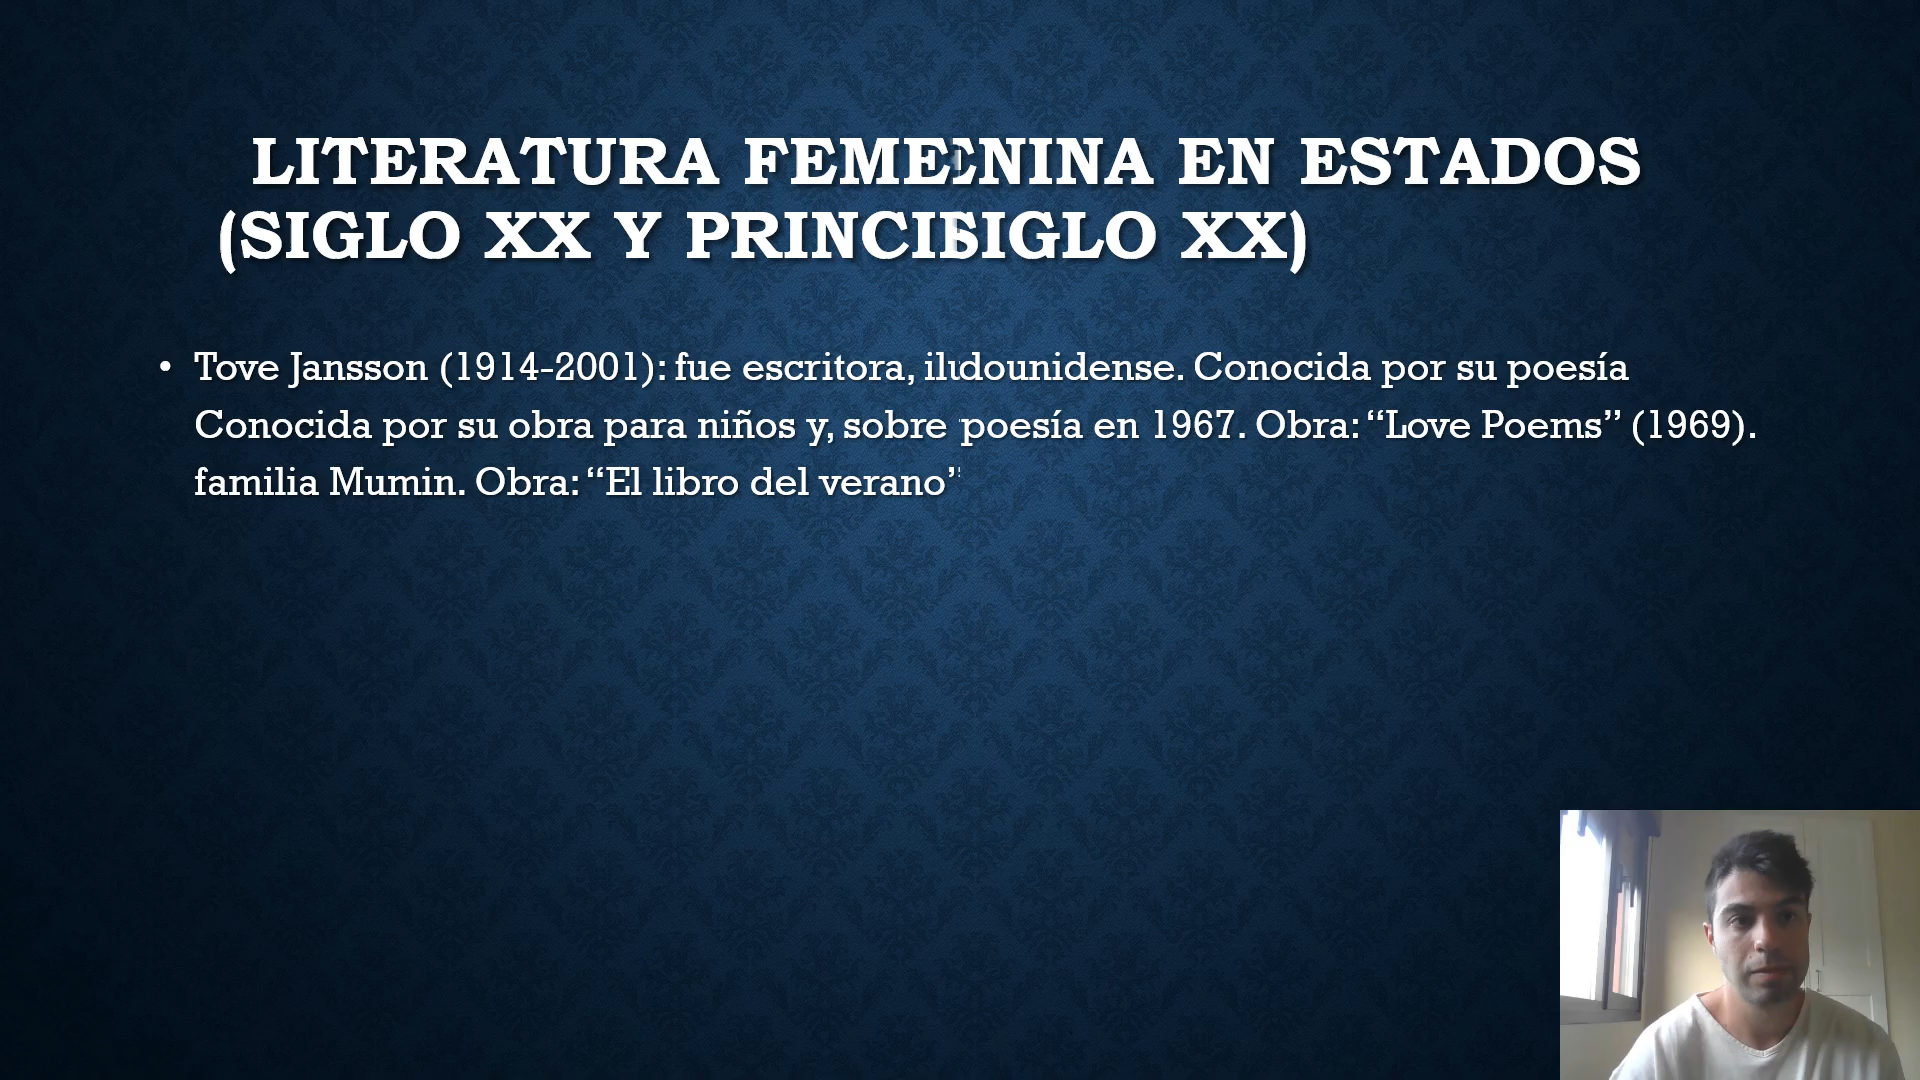 LITERATURA FEMENINA EN ESTADOS
(SIGLO XX Y PRINCISIGLO XX)
• Tove Jansson (1914-2001): fue escritora, iludounidense. Conocida por su poesía
Conocida por su obra para niños y, sobre poesía en 1967. Obra: “Love Poems” (1969).
familia Mumin. Obra: “El libro del verano”